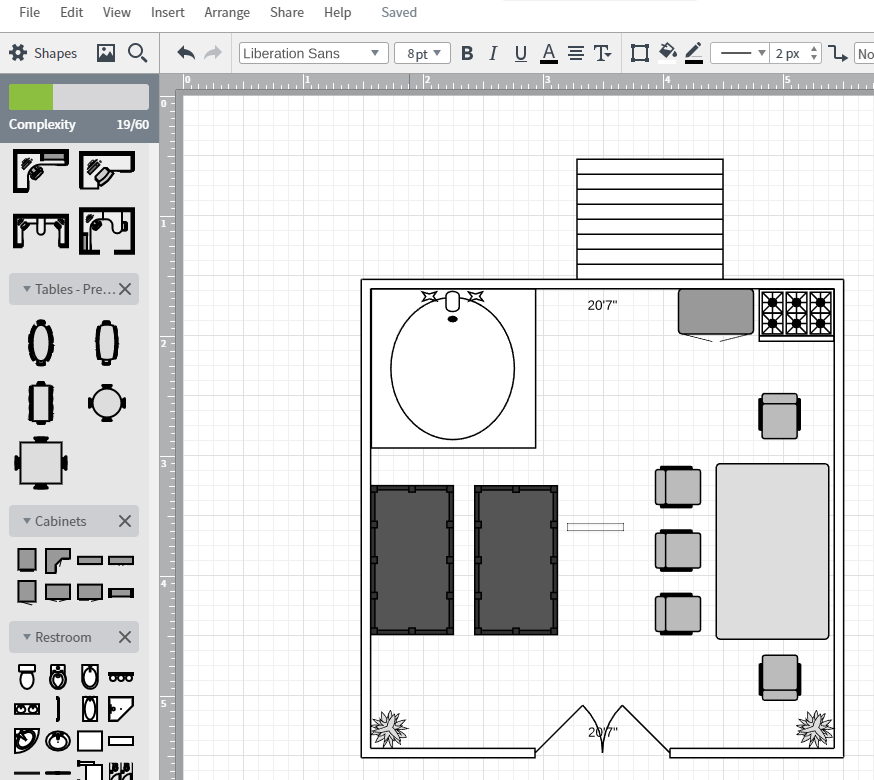 File Edit View Insert Arrange Share Help Saved
Shapes Liberation Sans 8pt B I U A T 2 px No
0 1 2 3 4 5
Complexity 19/60
0
1
2
3
4
5
Tables - Pre...
Cabinets
Restroom
20'7"
20'7"